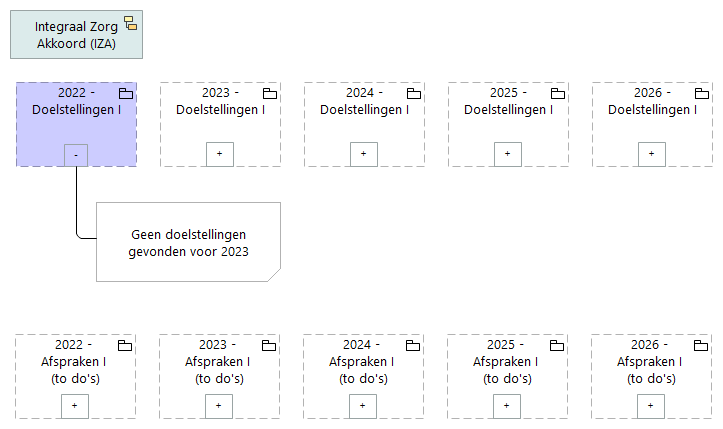 Integraal Zorg
Akkoord (IZA)
2022 -
Doelstellingen I
-
2023 -
Doelstellingen I
+
2024 -
Doelstellingen I
+
2025 -
Doelstellingen I
+
2026 -
Doelstellingen I
+
Geen doelstellingen
gevonden voor 2023
2022 -
Afspraken I
(to do's)
+
2023 -
Afspraken I
(to do's)
+
2024 -
Afspraken I
(to do's)
+
2025 -
Afspraken I
(to do's)
+
2026 -
Afspraken I
(to do's)
+